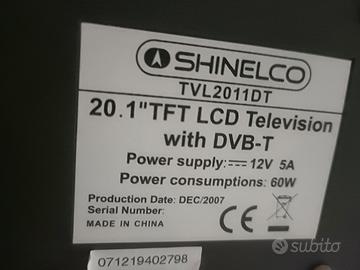 SHINELCO
TVL2011DT
20.1"TFT LCD Television
with DVB-T
Power supply: 12V 5A
Power consumptions: 60W
Production Date: DEC/2007
Serial Number:
MADE IN CHINA
CE
071219402798
subito